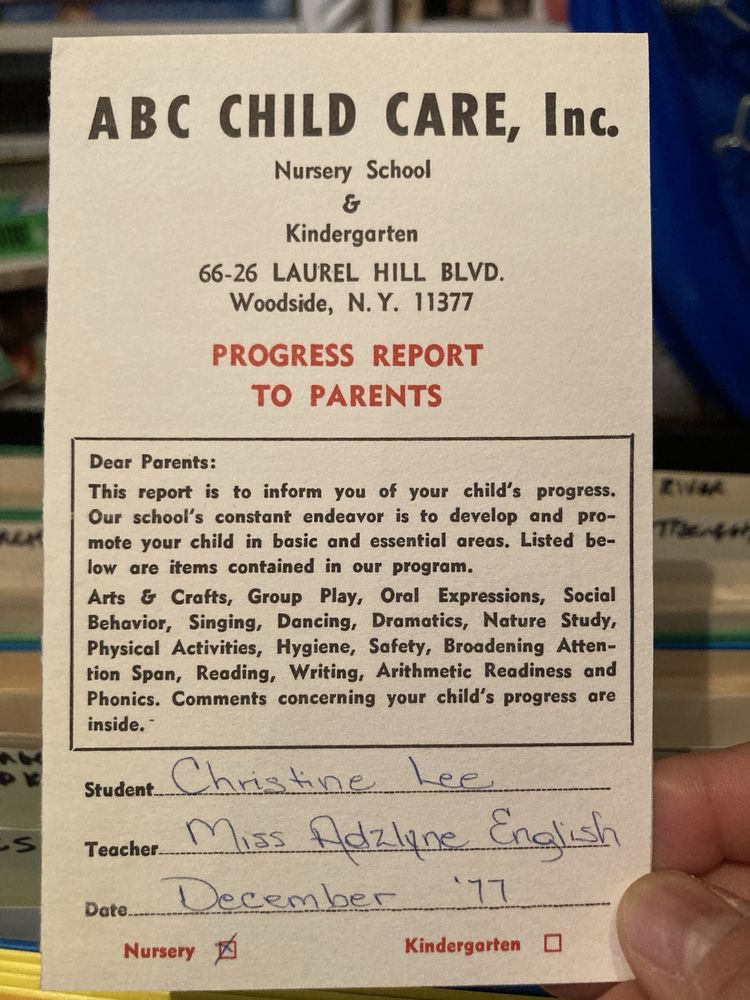 ABC CHILD CARE, Inc.
Nursery School
&
Kindergarten
66-26 LAUREL HILL BLVD.
Woodside, N. Y. 11377
PROGRESS REPORT
TO PARENTS
Dear Parents:
This report is to inform you of your child's progress.
Our school's constant endeavor is to develop and pro-
mote your child in basic and essential areas. Listed be-
low are items contained in our program.
Arts & Crafts, Group Play, Oral Expressions, Social
Behavior, Singing, Dancing, Dramatics, Nature Study,
Physical Activities, Hygiene, Safety, Broadening Atten-
tion Span, Reading, Writing, Arithmetic Readiness and
Phonics. Comments concerning your child's progress are
inside.
Student Christine Lee
Teacher Miss Adzlyne English
Date December '77
Nursery ☒ Kindergarten ☐
RIVER